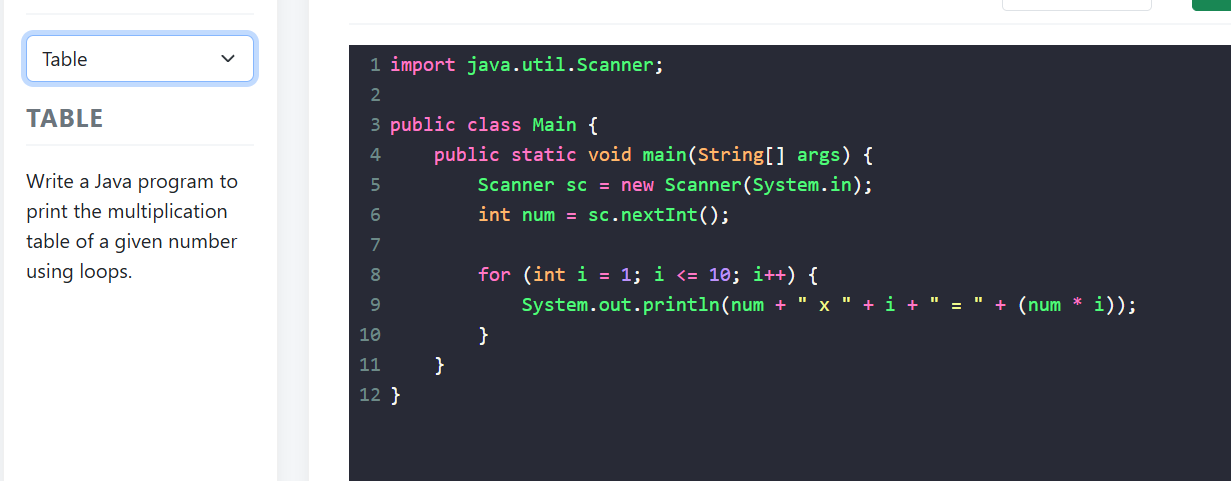 Table
TABLE
Write a Java program to
print the multiplication
table of a given number
using loops.
1 import java.util.Scanner;
2
3 public class Main {
4     public static void main(String[] args) {
5         Scanner sc = new Scanner(System.in);
6         int num = sc.nextInt();
7
8         for (int i = 1; i <= 10; i++) {
9             System.out.println(num + " x " + i + " = " + (num * i));
10         }
11     }
12 }